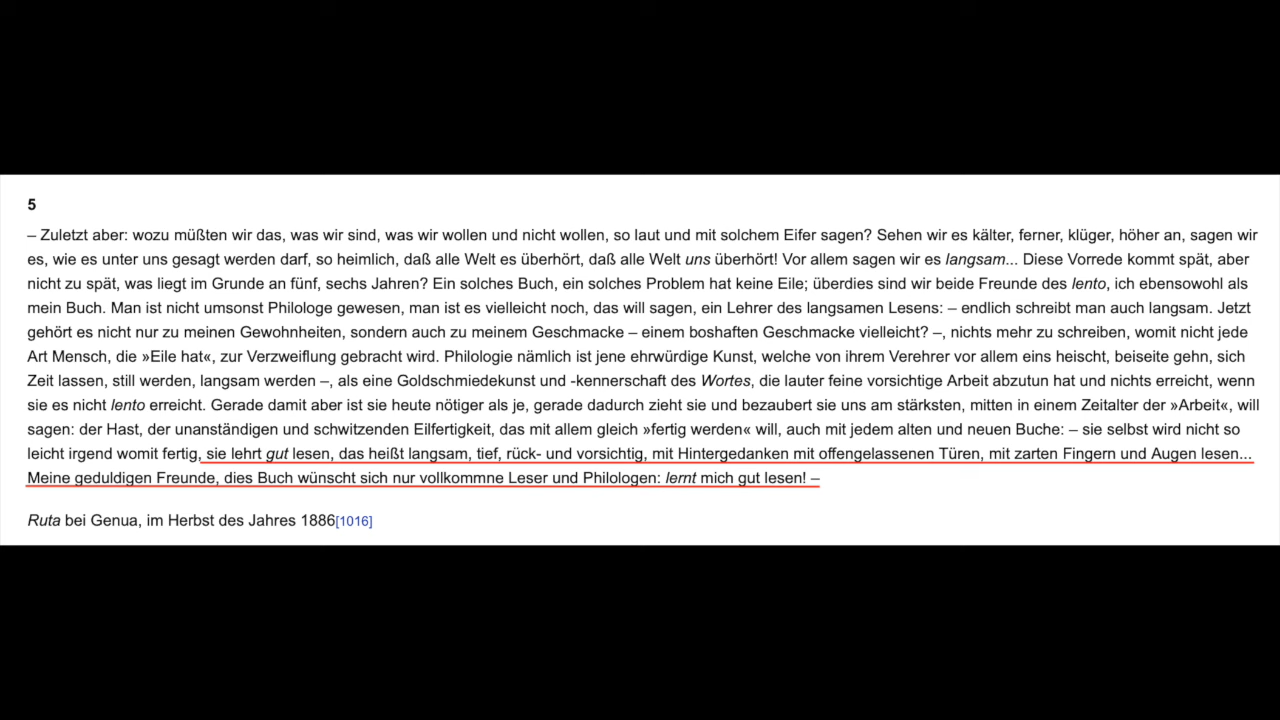 5
– Zuletzt aber: wozu müßten wir das, was wir sind, was wir wollen und nicht wollen, so laut und mit solchem Eifer sagen? Sehen wir es kälter, ferner, klüger, höher an, sagen wir
es, wie es unter uns gesagt werden darf, so heimlich, daß alle Welt es überhört, daß alle Welt uns überhört! Vor allem sagen wir es langsam... Diese Vorrede kommt spät, aber
nicht zu spät, was liegt im Grunde an fünf, sechs Jahren? Ein solches Buch, ein solches Problem hat keine Eile; überdies sind wir beide Freunde des lento, ich ebensowohl als
mein Buch. Man ist nicht umsonst Philologe gewesen, man ist es vielleicht noch, das will sagen, ein Lehrer des langsamen Lesens: – endlich schreibt man auch langsam. Jetzt
gehört es nicht nur zu meinen Gewohnheiten, sondern auch zu meinem Geschmacke – einem boshaften Geschmacke vielleicht? –, nichts mehr zu schreiben, womit nicht jede
Art Mensch, die »Eile hat«, zur Verzweiflung gebracht wird. Philologie nämlich ist jene ehrwürdige Kunst, welche von ihrem Verehrer vor allem eins heischt, beiseite gehn, sich
Zeit lassen, still werden, langsam werden –, als eine Goldschmiedekunst und -kennerschaft des Wortes, die lauter feine vorsichtige Arbeit abzutun hat und nichts erreicht, wenn
sie es nicht lento erreicht. Gerade damit aber ist sie heute nötiger als je, gerade dadurch zieht sie und bezaubert sie uns am stärksten, mitten in einem Zeitalter der »Arbeit«, will
sagen: der Hast, der unanständigen und schwitzenden Eilfertigkeit, das mit allem gleich »fertig werden« will, auch mit jedem alten und neuen Buche: – sie selbst wird nicht so
leicht irgend womit fertig, sie lehrt gut lesen, das heißt langsam, tief, rück- und vorsichtig, mit Hintergedanken mit offengelassenen Türen, mit zarten Fingern und Augen lesen...
Meine geduldigen Freunde, dies Buch wünscht sich nur vollkommne Leser und Philologen: lernt mich gut lesen! –
Ruta bei Genua, im Herbst des Jahres 1886[1016]